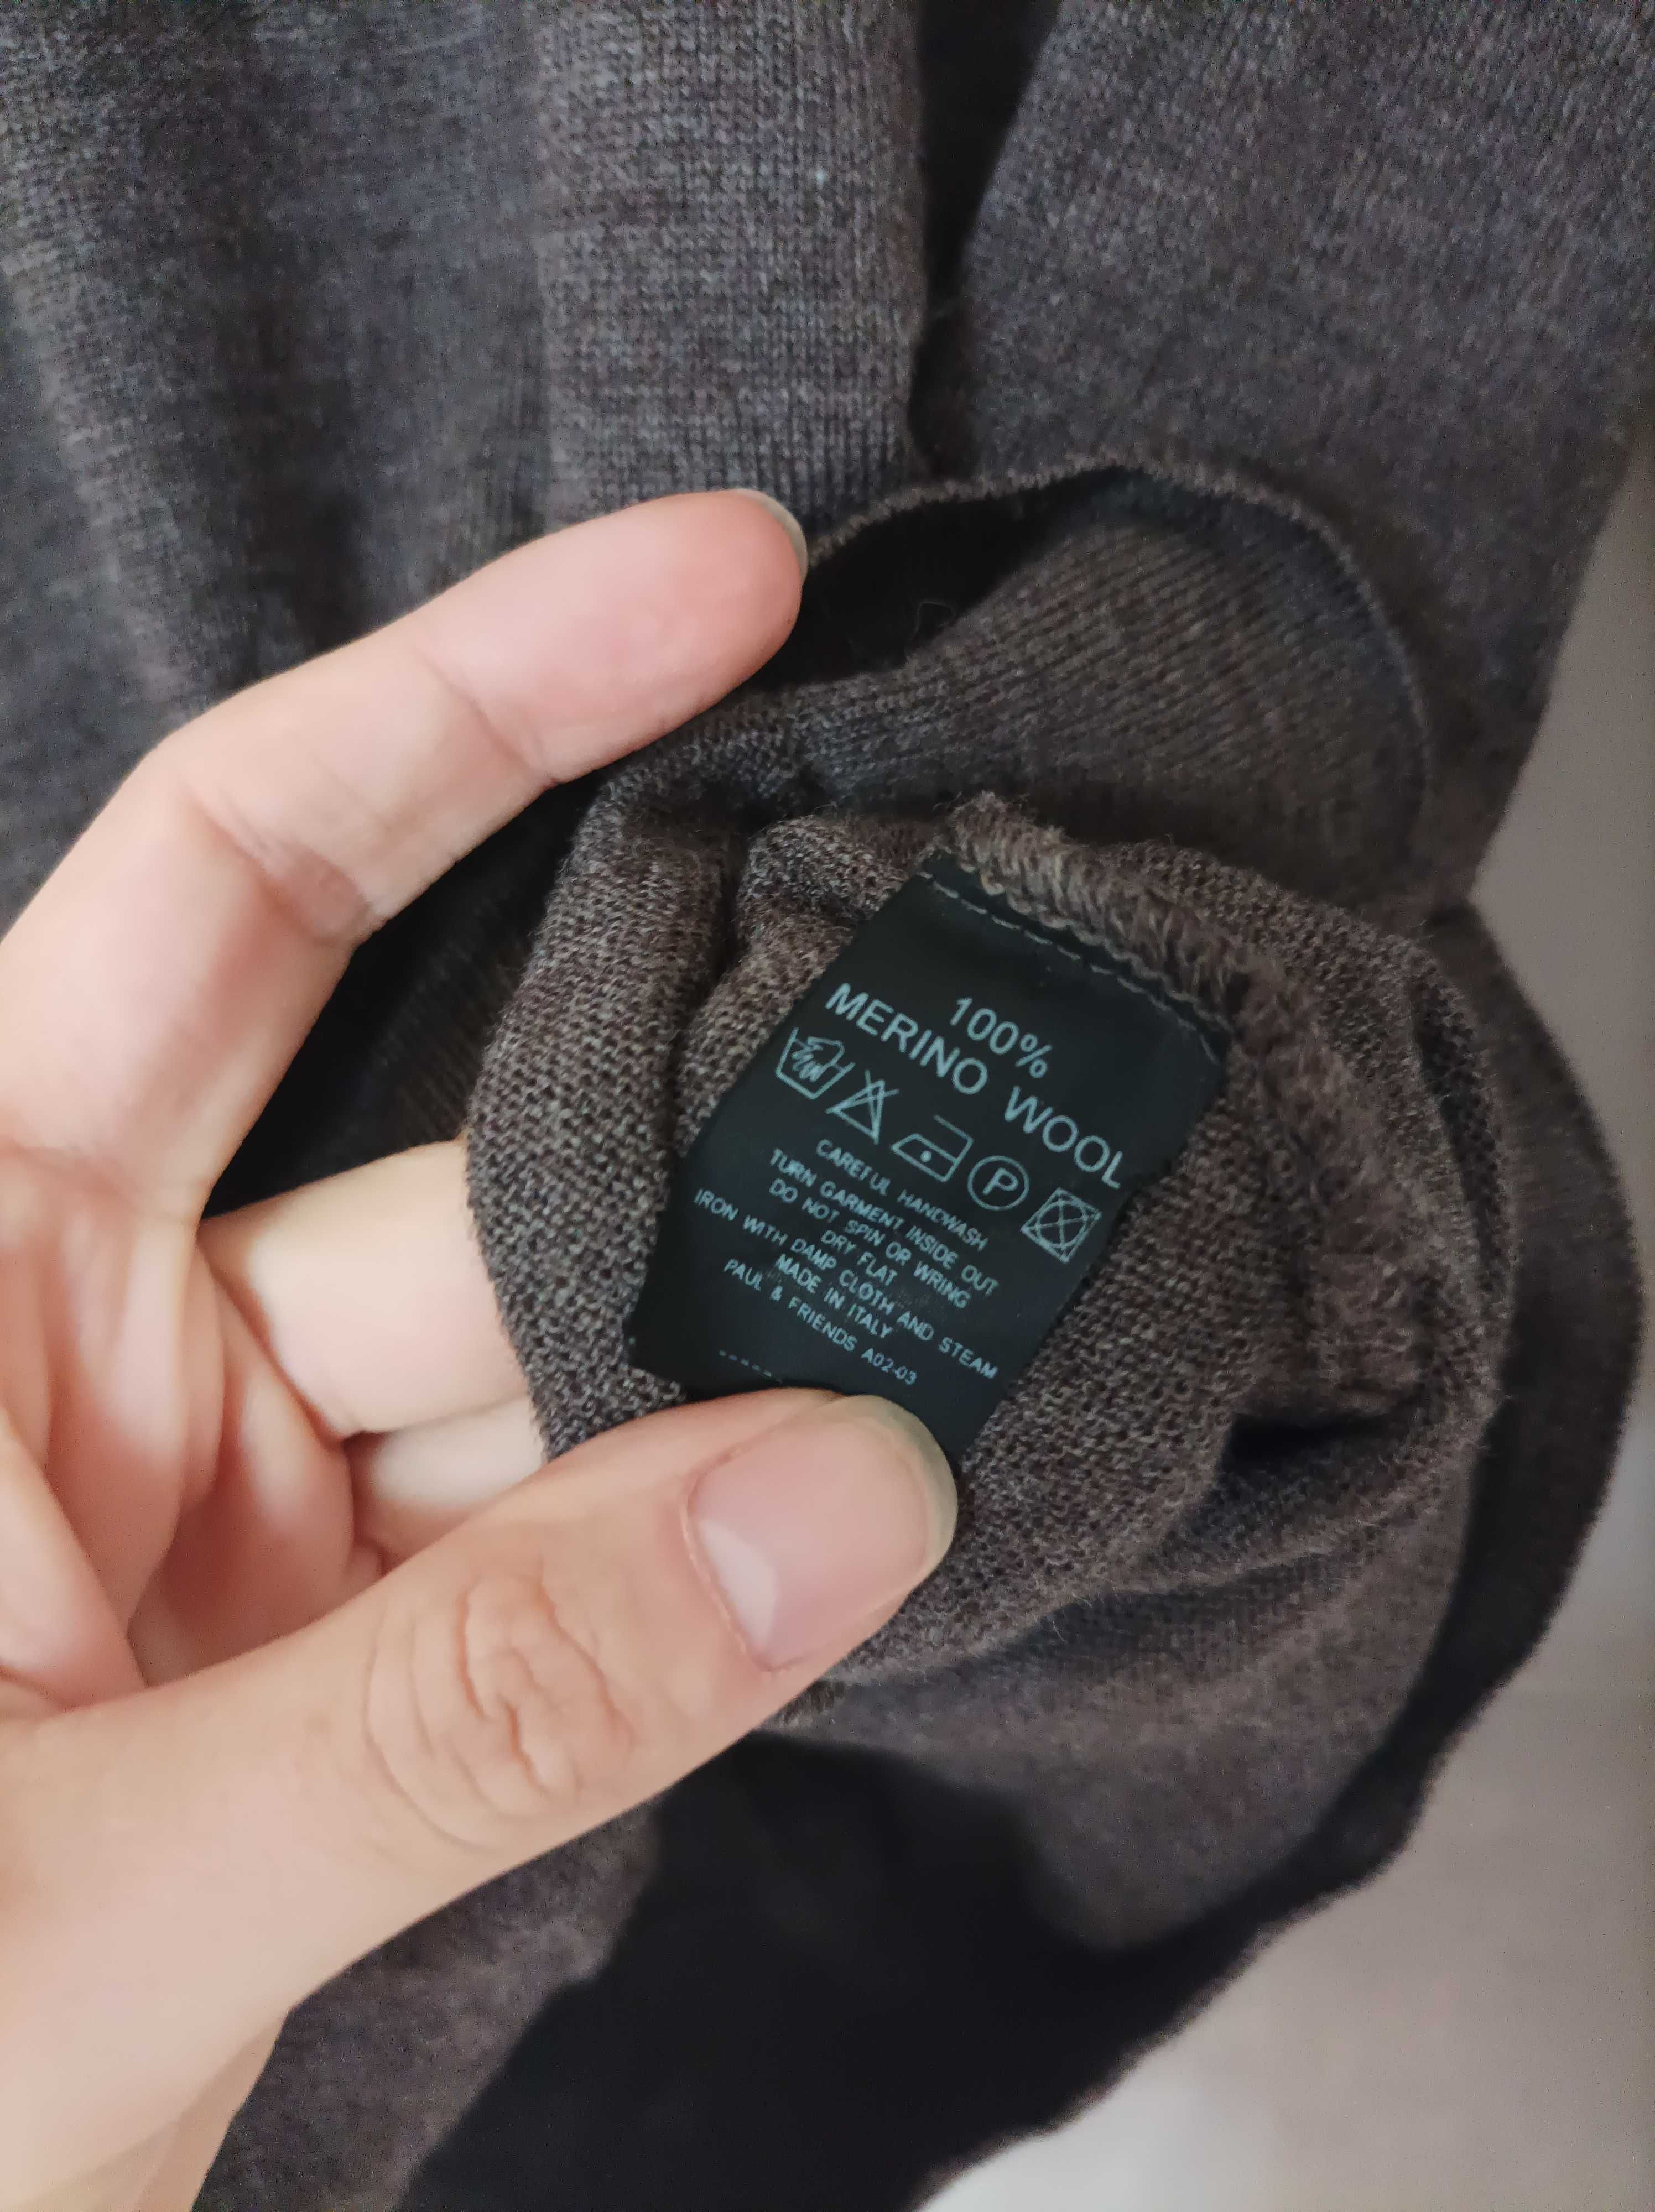 100%
MERINO WOOL
P
CAREFUL HANDWASH
TURN GARMENT INSIDE OUT
DO NOT SPIN OR WRING
DRY FLAT
IRON WITH DAMP CLOTH AND STEAM
MADE IN ITALY
PAUL & FRIENDS A02-03